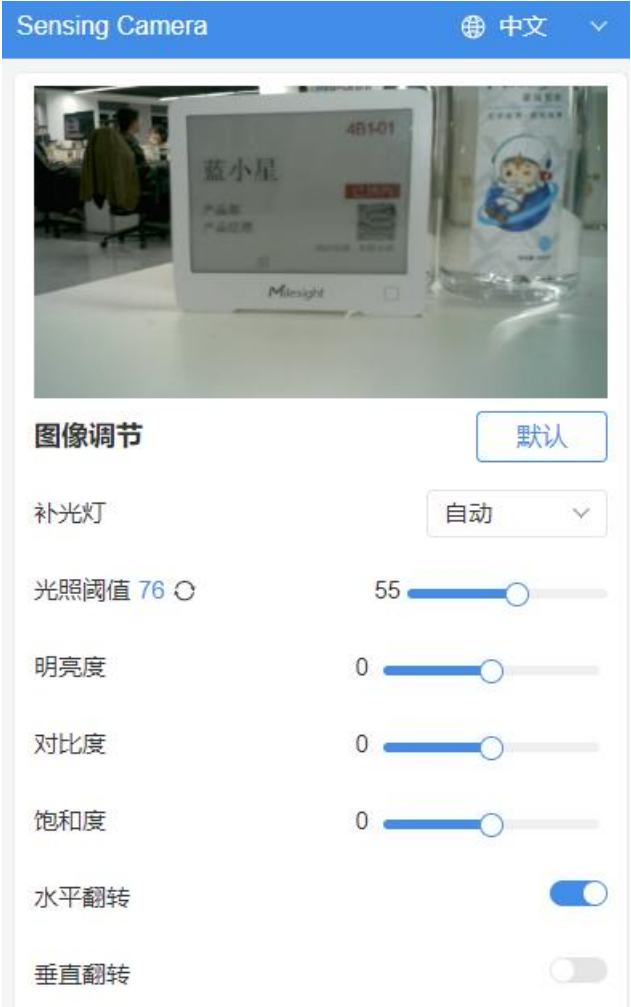 Sensing Camera 中文
4B1-01
蓝小星
产品部
产品经理
Milesight
图像调节 默认
补光灯 自动
光照阈值 76 55
明亮度 0
对比度 0
饱和度 0
水平翻转
垂直翻转